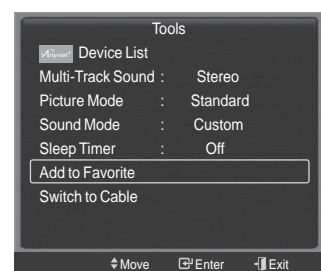 Tools
Anynet+ Device List
Multi-Track Sound : Stereo
Picture Mode : Standard
Sound Mode : Custom
Sleep Timer : Off
Add to Favorite
Switch to Cable
Move Enter Exit